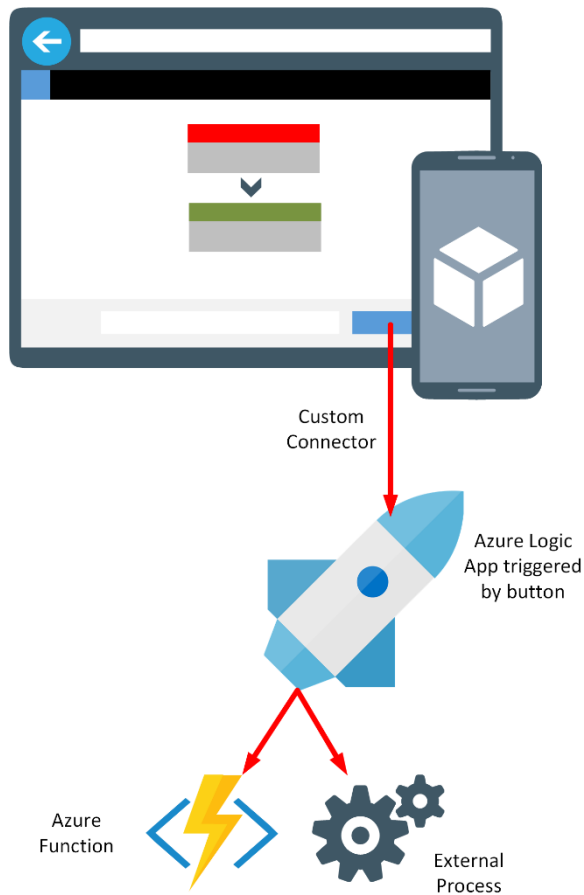 Custom
Connector
Azure Logic
App triggered
by button
Azure
Function
External
Process